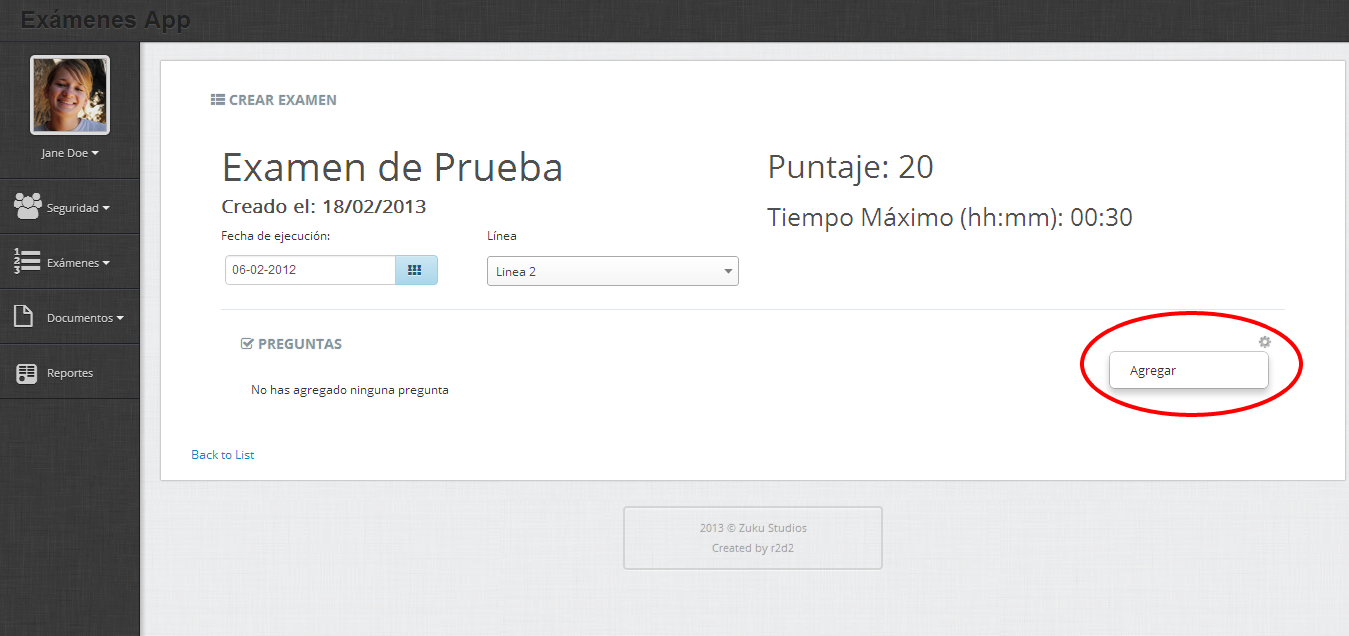 Exámenes App
Jane Doe
Seguridad
Exámenes
Documentos
Reportes
CREAR EXAMEN
Examen de Prueba
Creado el: 18/02/2013
Fecha de ejecución:
06-02-2012
Línea
Linea 2
Puntaje: 20
Tiempo Máximo (hh:mm): 00:30
PREGUNTAS
Agregar
No has agregado ninguna pregunta
Back to List
2013 © Zuku Studios
Created by r2d2